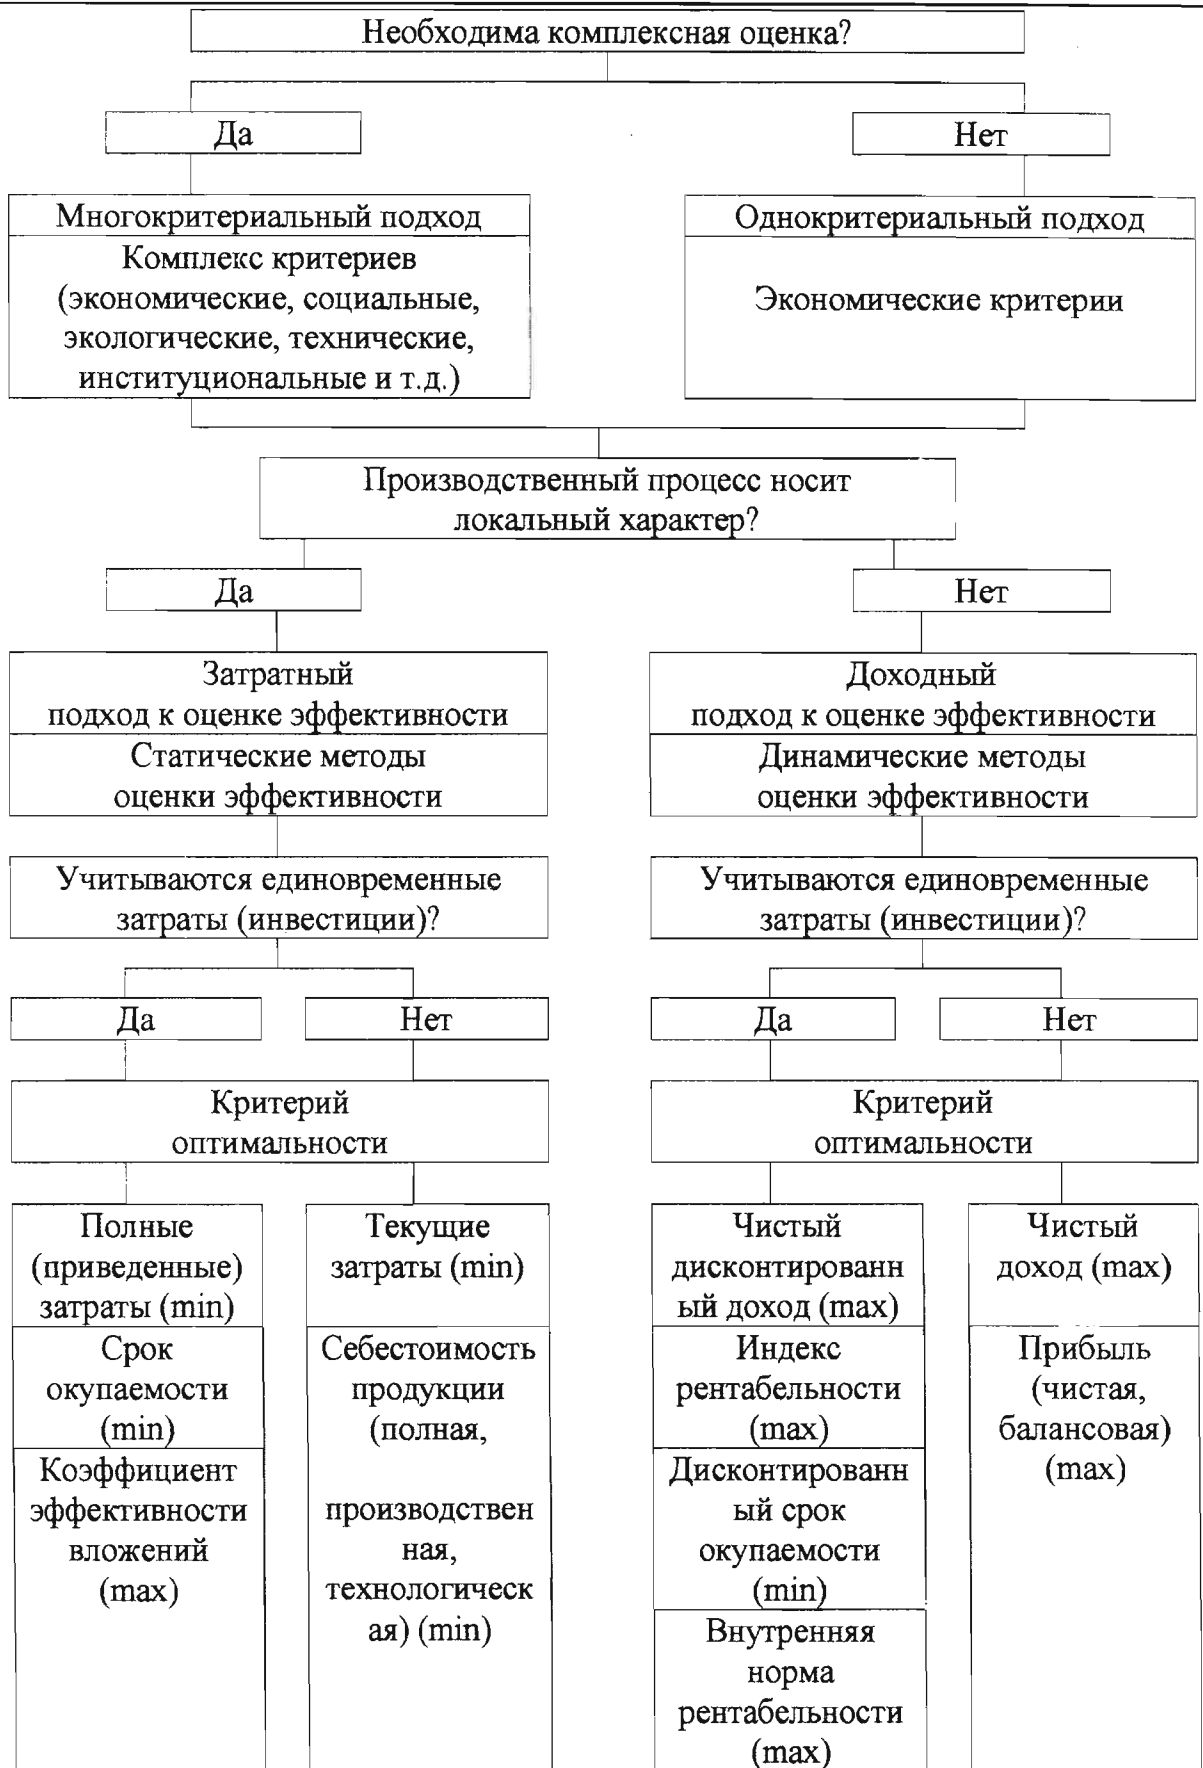 Необходима комплексная оценка?
Да
Нет
Многокритериальный подход
Комплекс критериев
(экономические, социальные,
экологические, технические,
институциональные и т.д.)
Однокритериальный подход
Экономические критерии
Производственный процесс носит
локальный характер?
Да
Нет
Затратный
подход к оценке эффективности
Статические методы
оценки эффективности
Доходный
подход к оценке эффективности
Динамические методы
оценки эффективности
Учитываются единовременные
затраты (инвестиции)?
Учитываются единовременные
затраты (инвестиции)?
Да
Нет
Да
Нет
Критерий
оптимальности
Критерий
оптимальности
Полные
(приведенные)
затраты (min)
Срок
окупаемости
(min)
Коэффициент
эффективности
вложений
(max)
Текущие
затраты (min)
Себестоимость
продукции
(полная,
производствен
ная,
технологическ
ая) (min)
Чистый
дисконтированн
ый доход (max)
Индекс
рентабельности
(max)
Дисконтированн
ый срок
окупаемости
(min)
Внутренняя
норма
рентабельности
(max)
Чистый
доход (max)
Прибыль
(чистая,
балансовая)
(max)